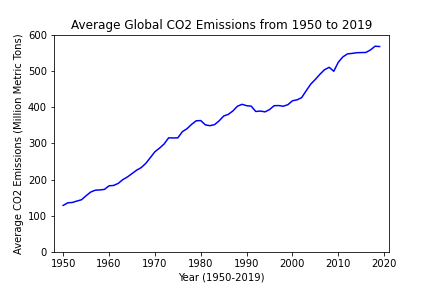 Average Global CO2 Emissions from 1950 to 2019
Average CO2 Emissions (Million Metric Tons)
600
500
400
300
200
100
0
1950 1960 1970 1980 1990 2000 2010 2020
Year (1950-2019)